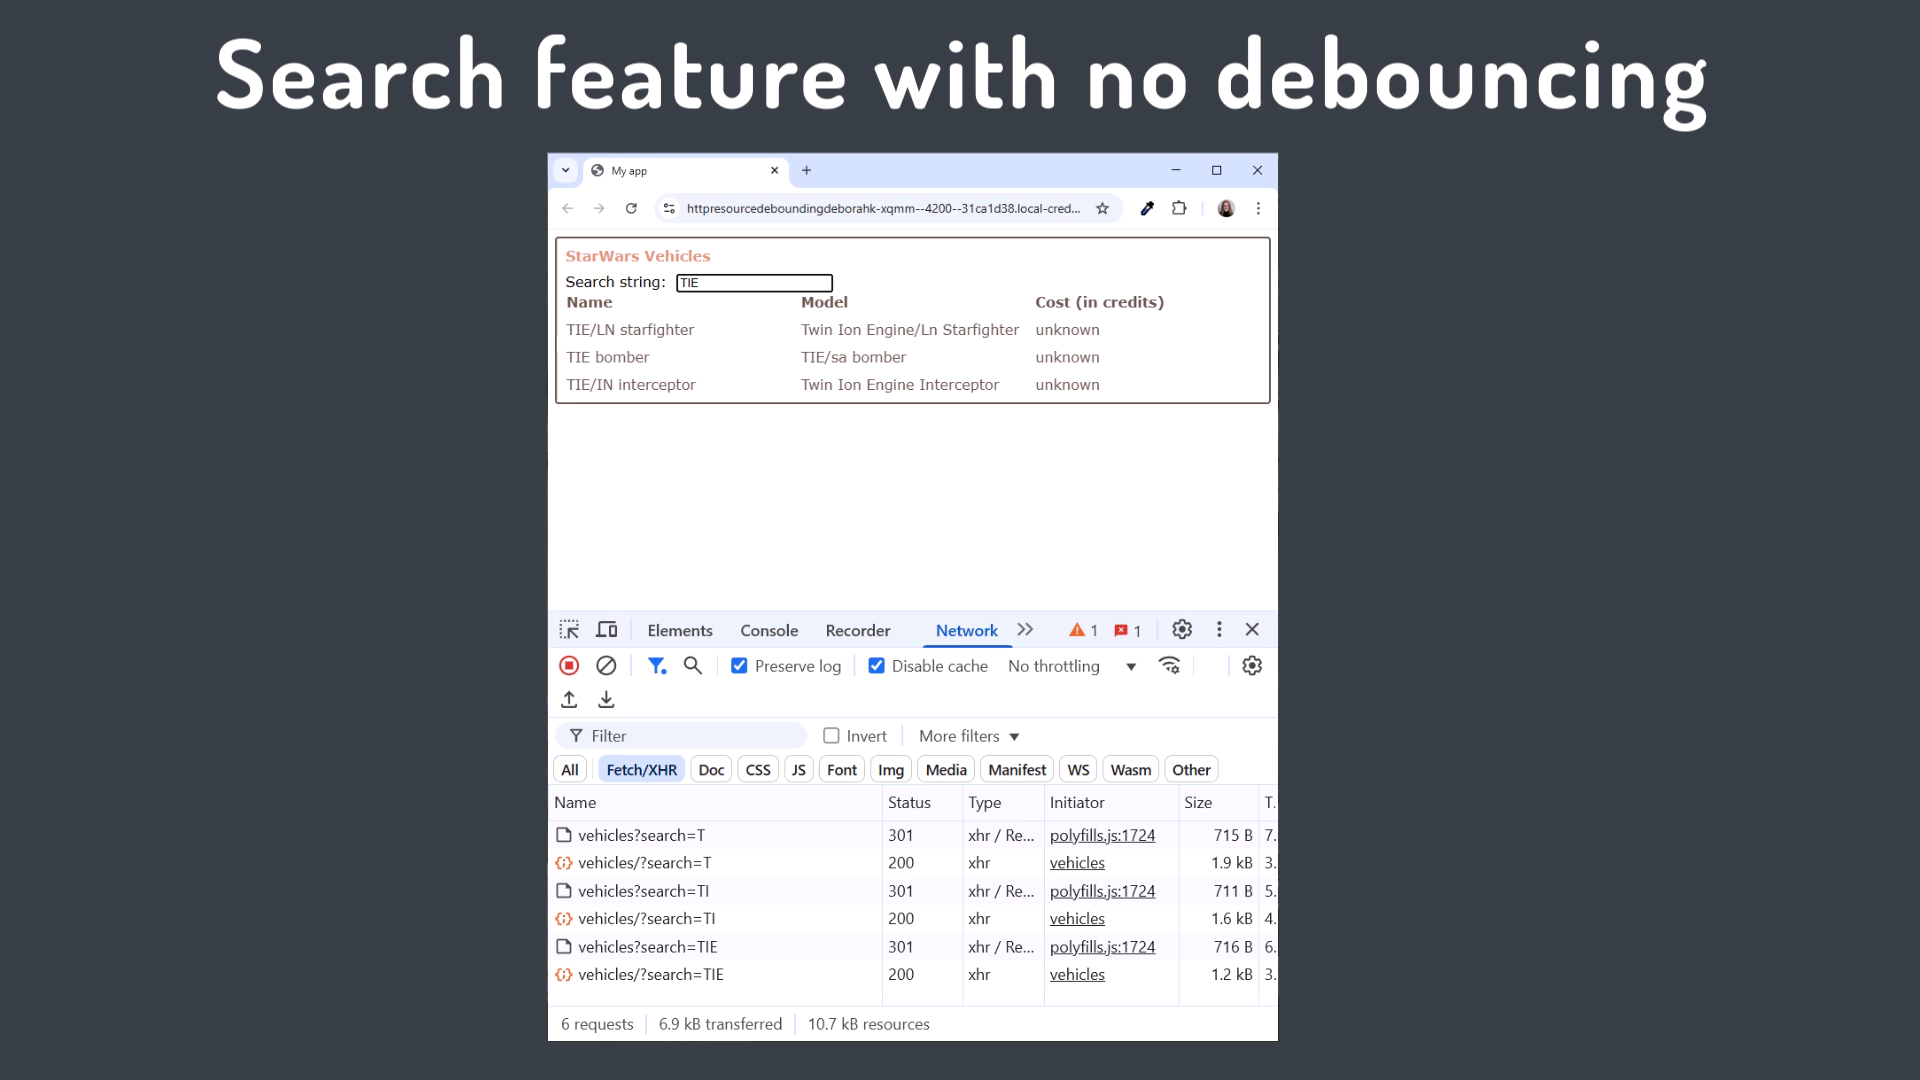 Search feature with no debouncing
My app
httpresourcedeboundingdeborahk-xqmm--4200--31ca1d38.local-cred...
StarWars Vehicles
Search string: TIE
Name Model Cost (in credits)
TIE/LN starfighter Twin Ion Engine/Ln Starfighter unknown
TIE bomber TIE/sa bomber unknown
TIE/IN interceptor Twin Ion Engine Interceptor unknown
Elements Console Recorder Network 1 1
Preserve log Disable cache No throttling
Filter Invert More filters
All Fetch/XHR Doc CSS JS Font Img Media Manifest WS Wasm Other
Name Status Type Initiator Size T.
vehicles?search=T 301 xhr / Re... polyfills.js:1724 715 B 7.
vehicles/?search=T 200 xhr vehicles 1.9 kB 3.
vehicles?search=TI 301 xhr / Re... polyfills.js:1724 711 B 5.
vehicles/?search=TI 200 xhr vehicles 1.6 kB 4.
vehicles?search=TIE 301 xhr / Re... polyfills.js:1724 716 B 6.
vehicles/?search=TIE 200 xhr vehicles 1.2 kB 3.
6 requests 6.9 kB transferred 10.7 kB resources